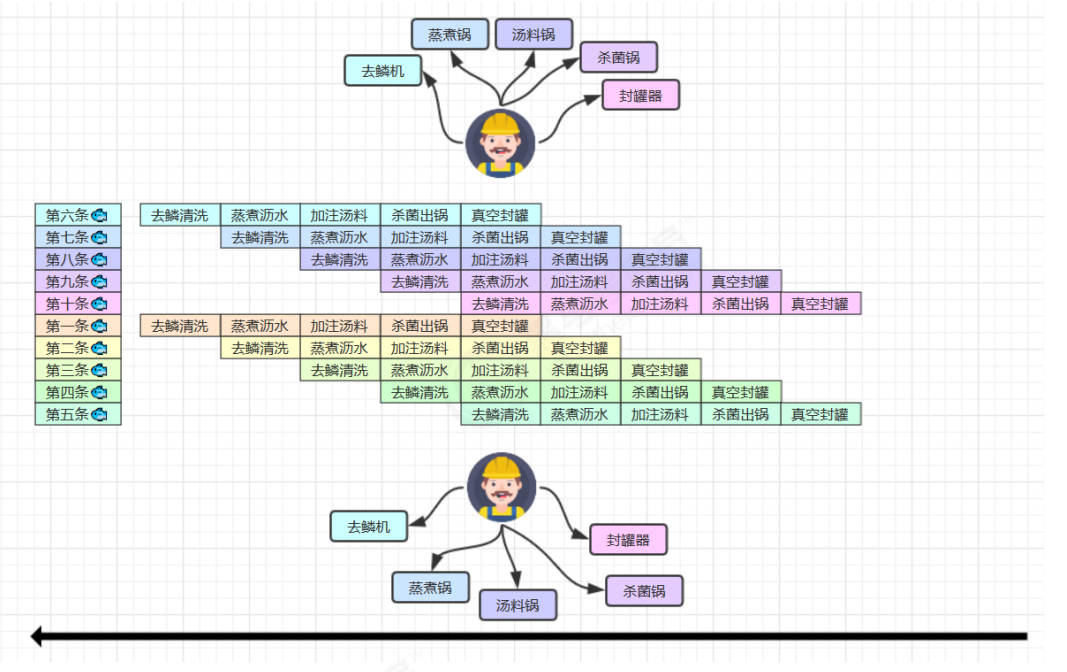 蒸煮锅 汤料锅
杀菌锅
去鳞机
封罐器
第六条 去鳞清洗 蒸煮沥水 加注汤料 杀菌出锅 真空封罐
第七条 去鳞清洗 蒸煮沥水 加注汤料 杀菌出锅 真空封罐
第八条 去鳞清洗 蒸煮沥水 加注汤料 杀菌出锅 真空封罐
第九条 去鳞清洗 蒸煮沥水 加注汤料 杀菌出锅 真空封罐
第十条 去鳞清洗 蒸煮沥水 加注汤料 杀菌出锅 真空封罐
第一条 去鳞清洗 蒸煮沥水 加注汤料 杀菌出锅 真空封罐
第二条 去鳞清洗 蒸煮沥水 加注汤料 杀菌出锅 真空封罐
第三条 去鳞清洗 蒸煮沥水 加注汤料 杀菌出锅 真空封罐
第四条 去鳞清洗 蒸煮沥水 加注汤料 杀菌出锅 真空封罐
第五条 去鳞清洗 蒸煮沥水 加注汤料 杀菌出锅 真空封罐
去鳞机
封罐器
蒸煮锅
杀菌锅
汤料锅